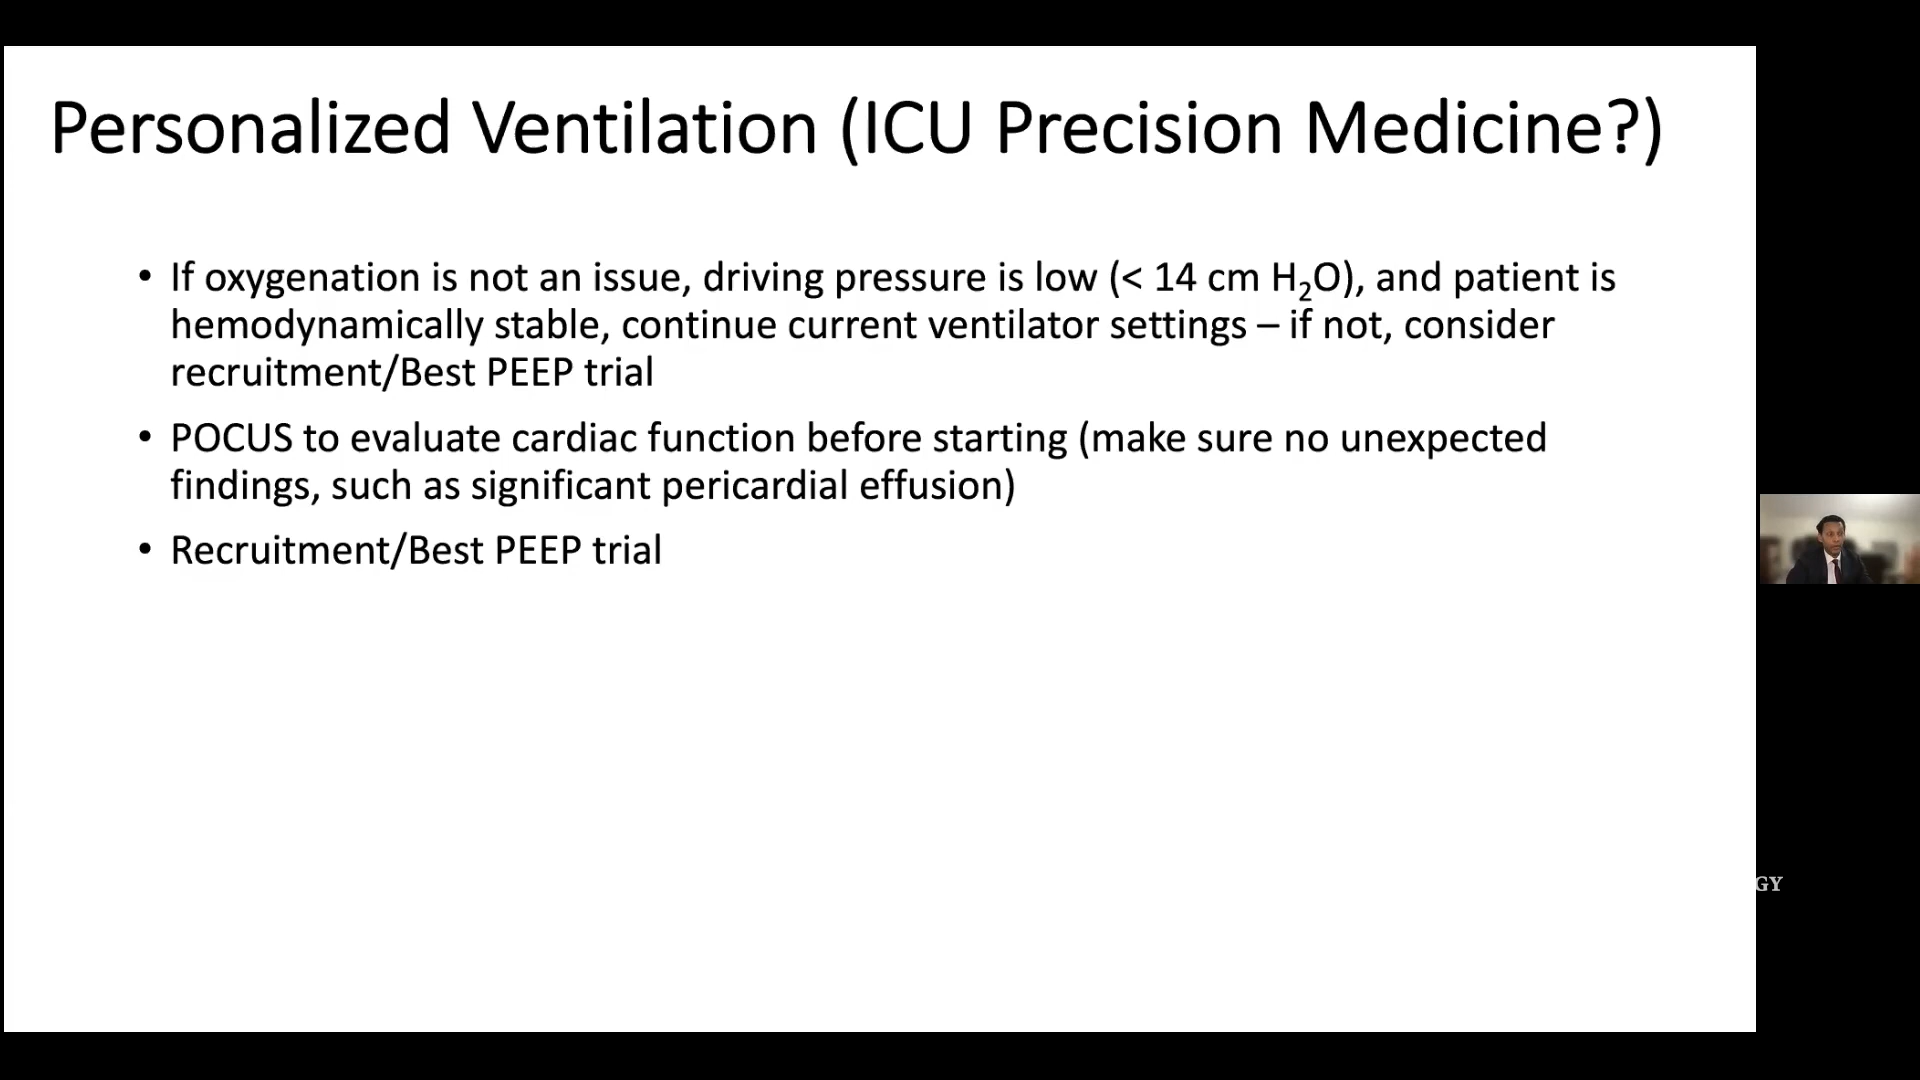 Personalized Ventilation (ICU Precision Medicine?)
• If oxygenation is not an issue, driving pressure is low (< 14 cm H₂O), and patient is
hemodynamically stable, continue current ventilator settings – if not, consider
recruitment/Best PEEP trial
• POCUS to evaluate cardiac function before starting (make sure no unexpected
findings, such as significant pericardial effusion)
• Recruitment/Best PEEP trial
GY